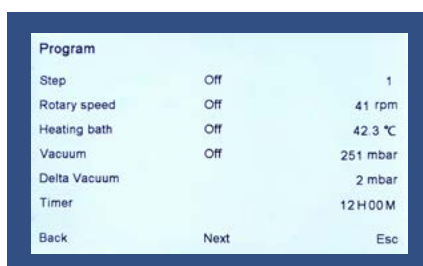 Program
Step Off 1
Rotary speed Off 41 rpm
Heating bath Off 42.3 °C
Vacuum Off 251 mbar
Delta Vacuum 2 mbar
Timer 12H00M
Back Next Esc